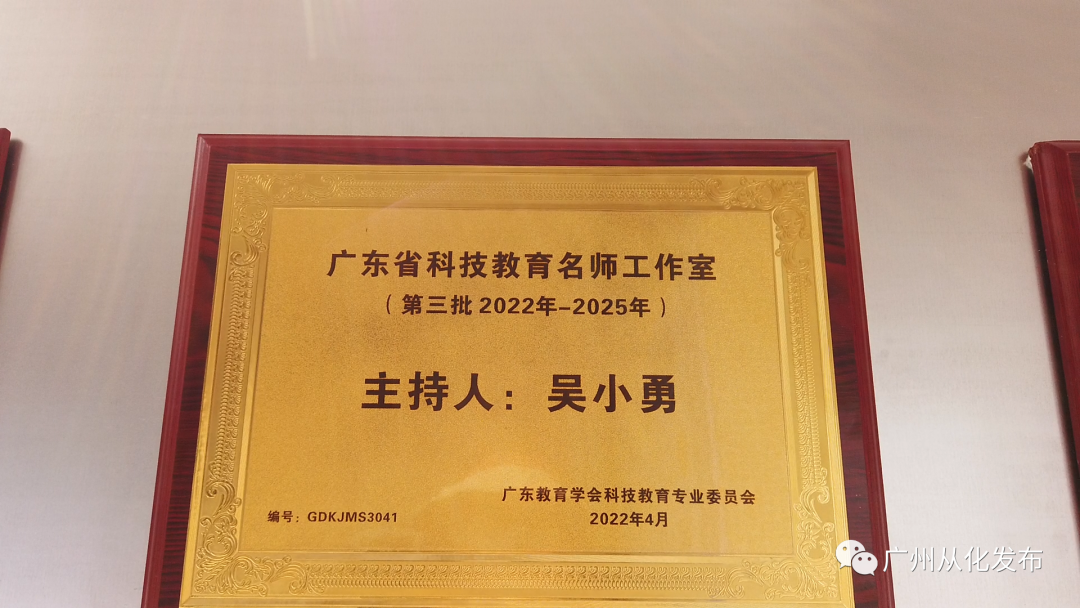 广东省科技教育名师工作室
（第三批 2022年-2025年）
主持人：吴小勇
广东教育学会科技教育专业委员会
编号：GDKJMS3041
2022年4月
广州从化发布